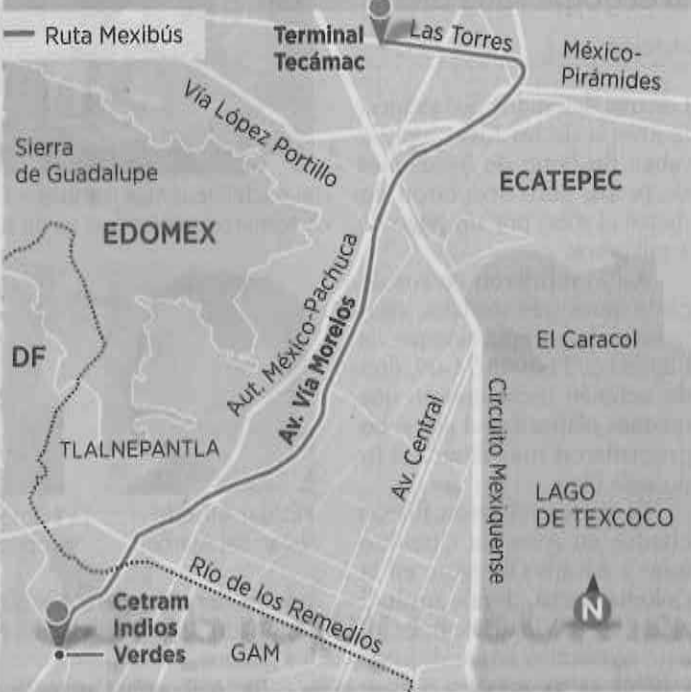 Ruta Mexibús
Terminal
Tecámac
Las Torres
México-
Pirámides
Vía López Portillo
Sierra
de Guadalupe
ECATEPEC
EDOMEX
Aut. México-Pachuca
Av. Vía Morelos
El Caracol
DF
Circuito Mexiquense
Av. Central
TLALNEPANTLA
LAGO
DE TEXCOCO
Río de los Remedios
Cetram
Indios
Verdes
GAM
N